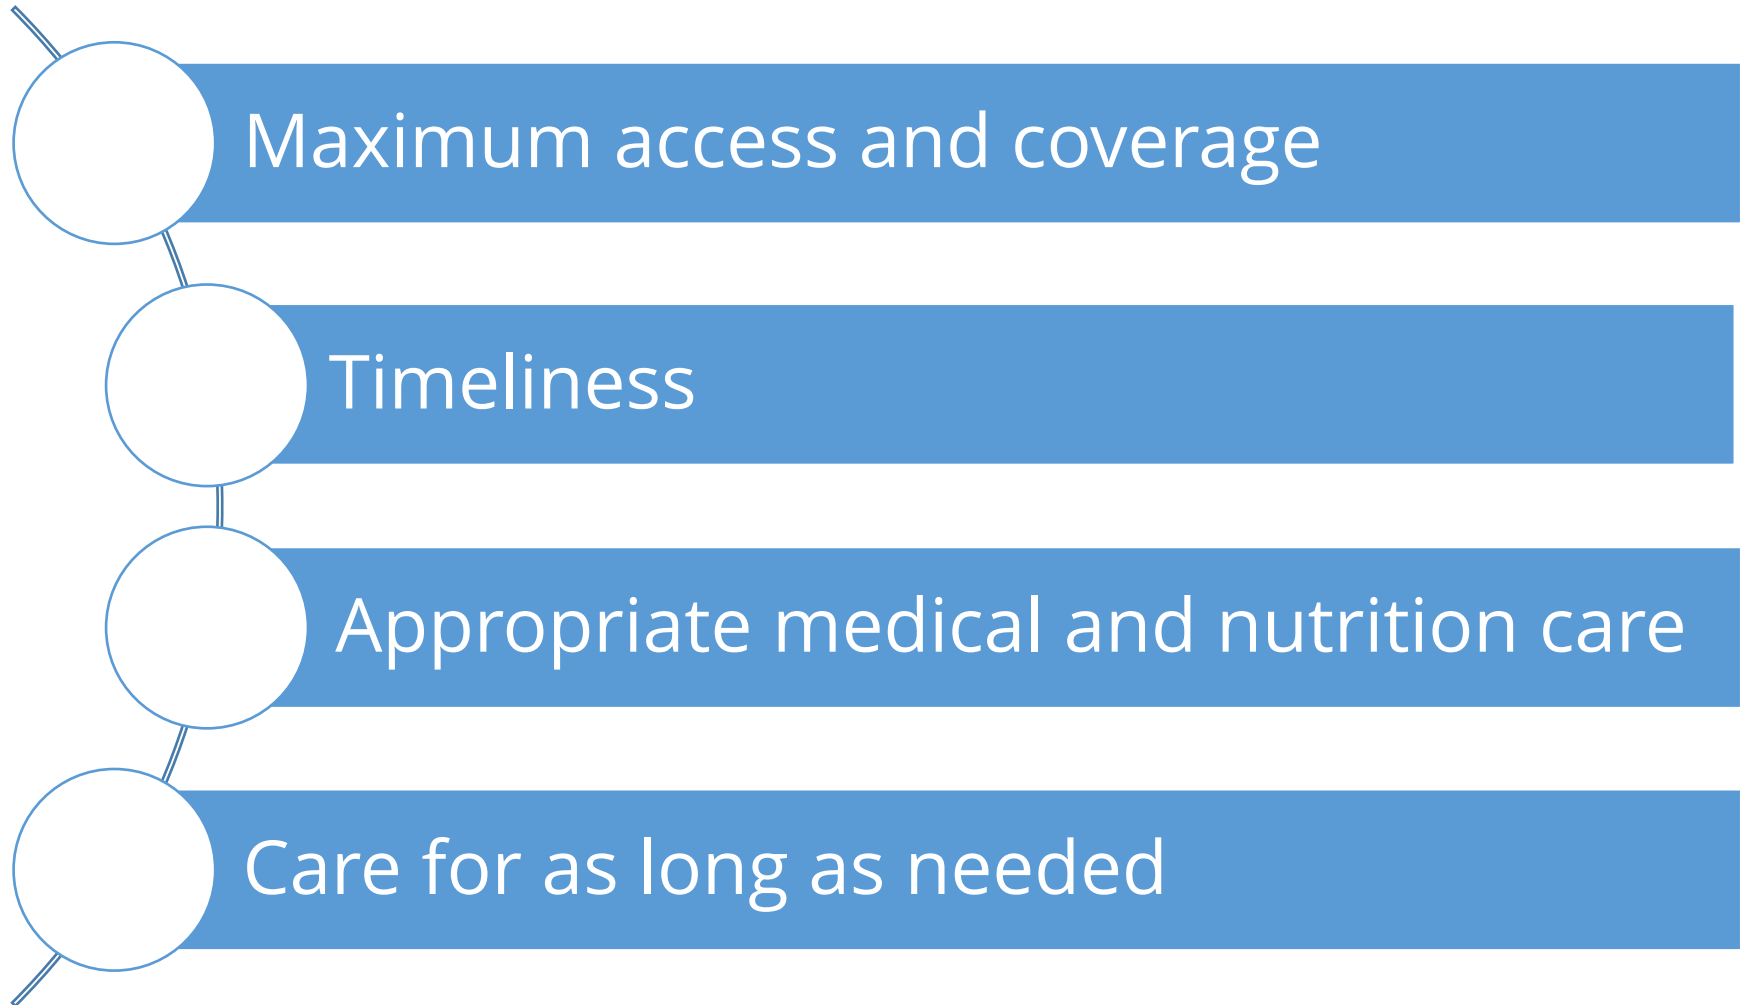 Maximum access and coverage
Timeliness
Appropriate medical and nutrition care
Care for as long as needed